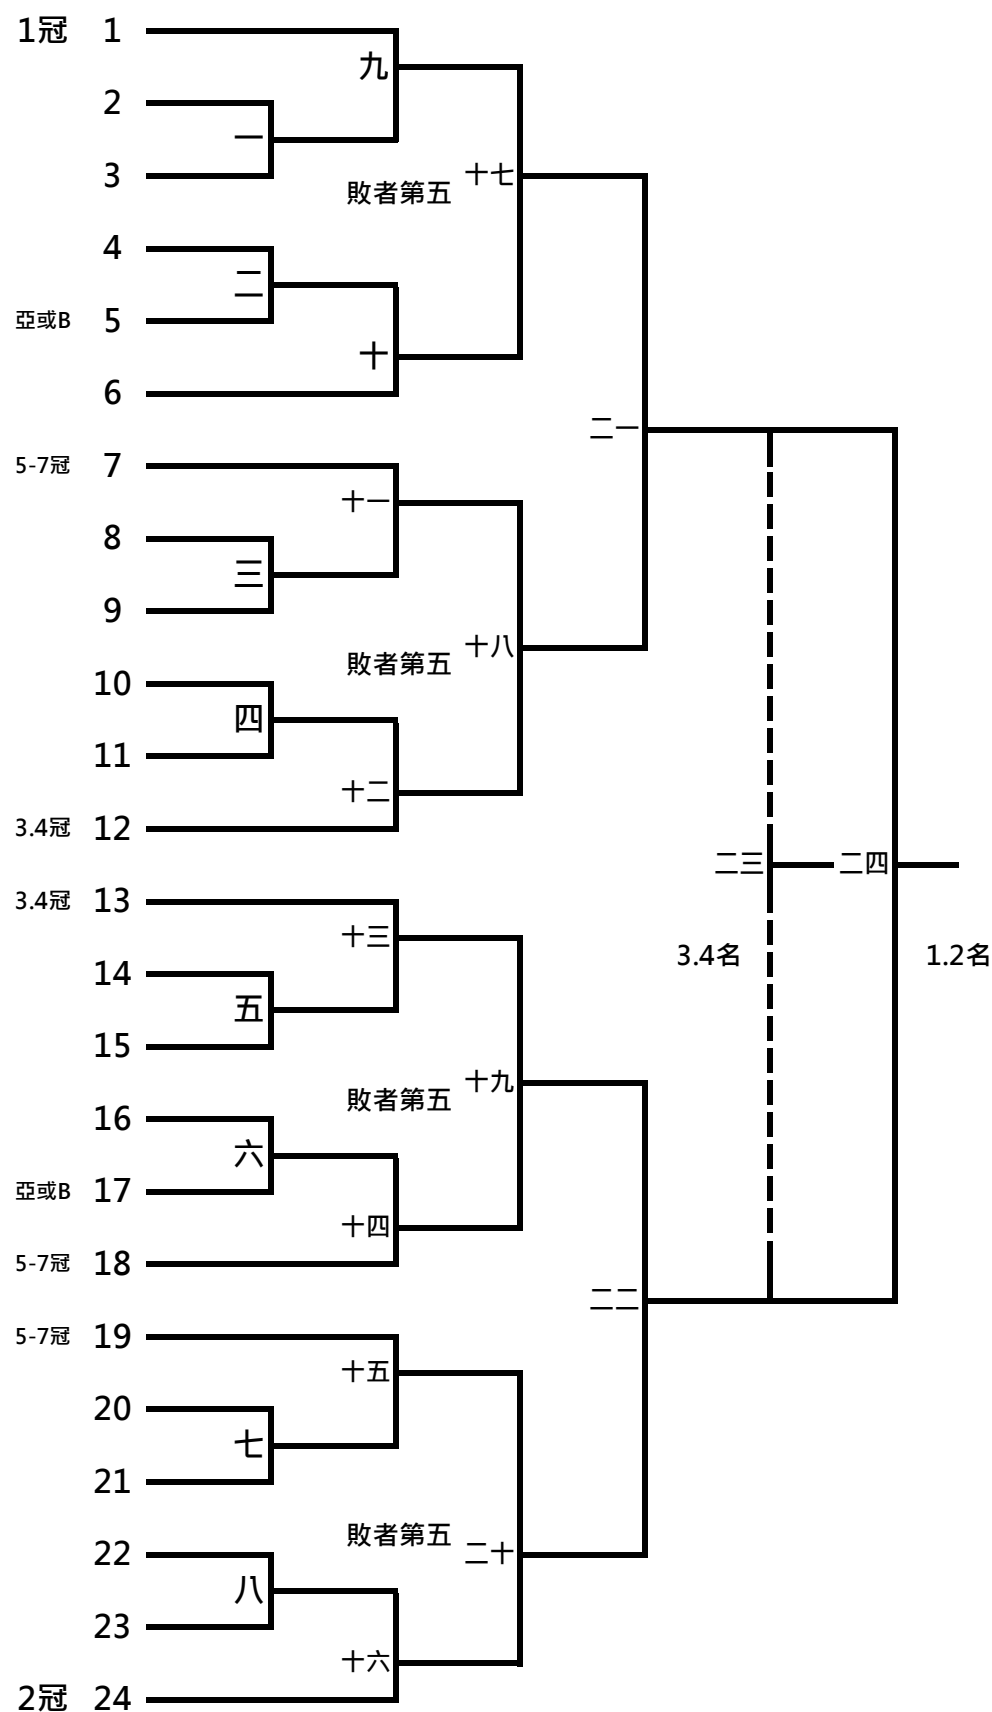 1冠 1
九
2
一
3
十七
敗者第五
4
二
亞或B 5
十
6
二一
5-7冠 7
十一
8
三
9
十八
敗者第五
10
四
11
十二
3.4冠 12
二三
二四
3.4冠 13
十三
3.4名
1.2名
14
五
15
十九
敗者第五
16
六
亞或B 17
十四
5-7冠 18
二二
5-7冠 19
十五
20
七
21
敗者第五
二十
22
八
23
十六
2冠 24